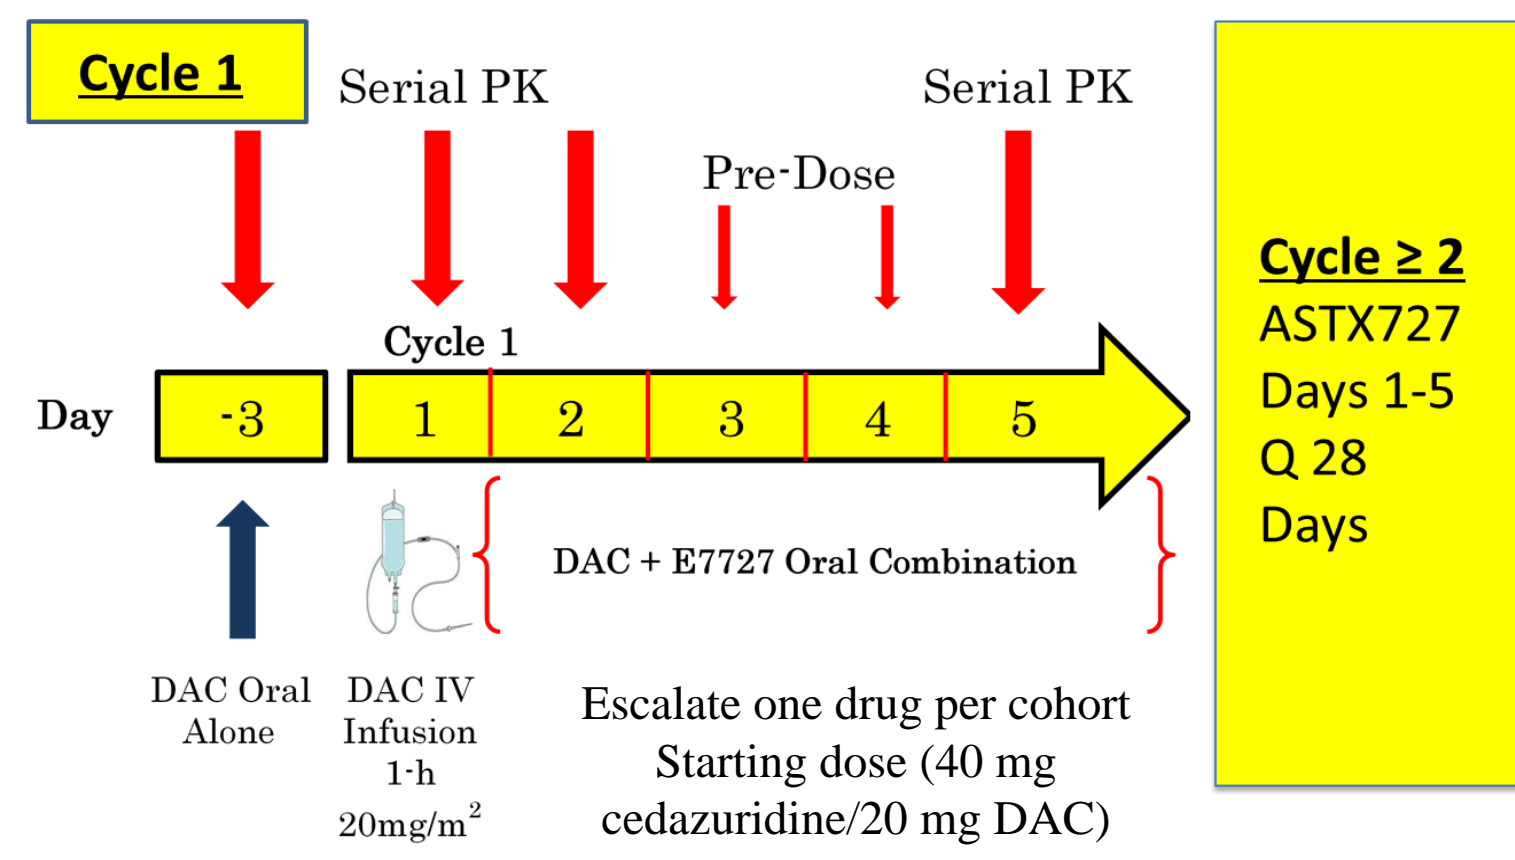 Cycle 1
Serial PK
Serial PK
Pre-Dose
Cycle 1
Day
-3
1
2
3
4
5
DAC + E7727 Oral Combination
DAC Oral
Alone
DAC IV
Infusion
1-h
20mg/m²
Escalate one drug per cohort
Starting dose (40 mg
cedazuridine/20 mg DAC)
Cycle ≥ 2
ASTX727
Days 1-5
Q 28
Days